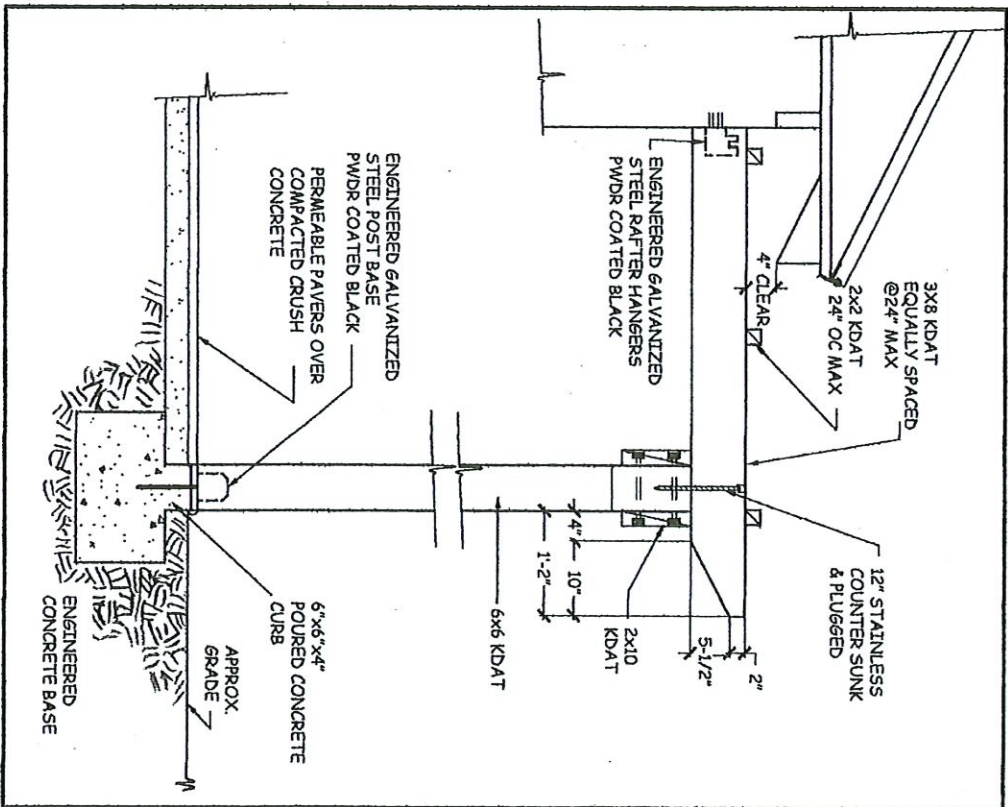 3X8 KDAT
EQUALLY SPACED
@24" MAX
2x2 KDAT
24" OC MAX
4" CLEAR
12" STAINLESS
COUNTER SUNK
& PLUGGED
2"
5-1/2"
ENGINEERED GALVANIZED
STEEL RAFTER HANGERS
PWDR COATED BLACK
2x10
KDAT
4"
10"
1'-2"
6x6 KDAT
ENGINEERED GALVANIZED
STEEL POST BASE
PWDR COATED BLACK
PERMEABLE PAVERS OVER
COMPACTED CRUSH
CONCRETE
6"x6"x4"
POURED CONCRETE
CURB
APPROX.
GRADE
ENGINEERED
CONCRETE BASE